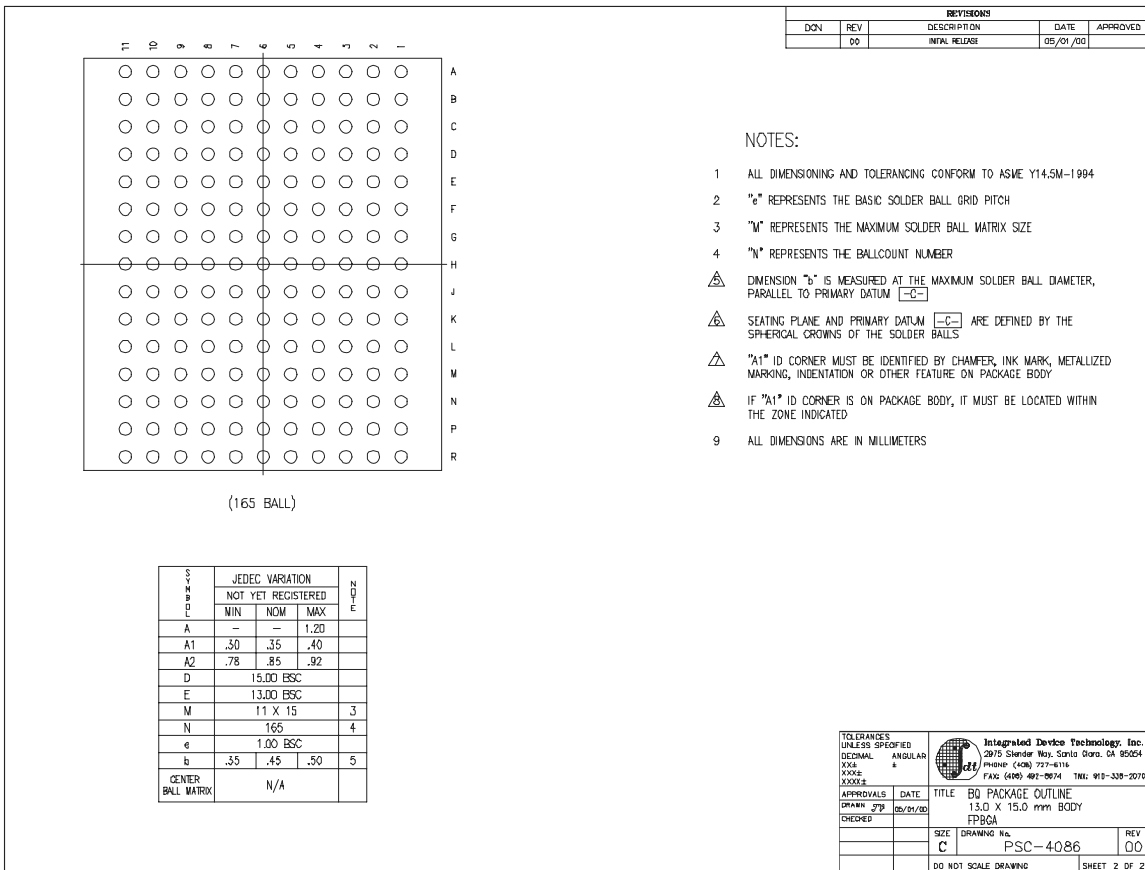 REVISIONS
DCN REV DESCRIPTION DATE APPROVED
00 INITIAL RELEASE 05/01/00
11 10 9 8 7 6 5 4 3 2 1
A
B
C
D
E
F
G
H
J
K
L
M
N
P
R
(165 BALL)
NOTES:
1 ALL DIMENSIONING AND TOLERANCING CONFORM TO ASME Y14.5M-1994
2 "e" REPRESENTS THE BASIC SOLDER BALL GRID PITCH
3 "M" REPRESENTS THE MAXIMUM SOLDER BALL MATRIX SIZE
4 "N" REPRESENTS THE BALLCOUNT NUMBER
5 DIMENSION "b" IS MEASURED AT THE MAXIMUM SOLDER BALL DIAMETER,
PARALLEL TO PRIMARY DATUM -C-
6 SEATING PLANE AND PRIMARY DATUM -C- ARE DEFINED BY THE
SPHERICAL CROWNS OF THE SOLDER BALLS
7 "A1" ID CORNER MUST BE IDENTIFIED BY CHAMFER, INK MARK, METALLIZED
MARKING, INDENTATION OR OTHER FEATURE ON PACKAGE BODY
8 IF "A1" ID CORNER IS ON PACKAGE BODY, IT MUST BE LOCATED WITHIN
THE ZONE INDICATED
9 ALL DIMENSIONS ARE IN MILLIMETERS
SYMBOL JEDEC VARIATION NOTE
NOT YET REGISTERED
MIN NOM MAX
A - - 1.20
A1 .30 .35 .40
A2 .78 .85 .92
D 15.00 BSC
E 13.00 BSC
M 11 X 15 3
N 165 4
e 1.00 BSC
b .35 .45 .50 5
CENTER
BALL MATRIX N/A
TOLERANCES
UNLESS SPECIFIED
DECIMAL ANGULAR
XX± ±
XXX±
XXXX±
idt
Integrated Device Technology, Inc.
2975 Stender Way, Santa Clara, CA 95054
PHONE: (408) 727-6116
FAX: (408) 492-8674 TWX: 910-338-2070
APPROVALS DATE
DRAWN 05/01/00
CHECKED
TITLE BQ PACKAGE OUTLINE
13.0 X 15.0 mm BODY
FPBGA
SIZE DRAWING No. REV
C PSC-4086 00
DO NOT SCALE DRAWING SHEET 2 OF 2